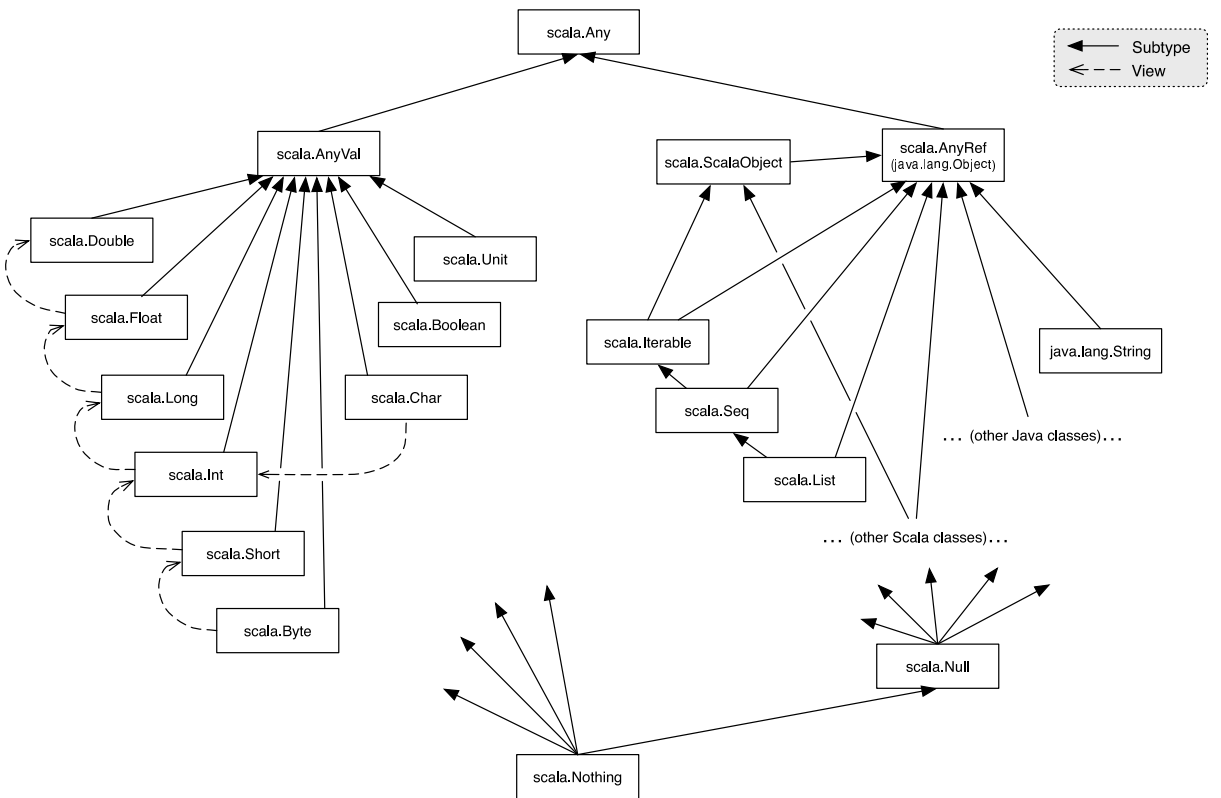 scala.Any
Subtype
View
scala.AnyVal
scala.ScalaObject
scala.AnyRef
(java.lang.Object)
scala.Double
scala.Unit
scala.Float
scala.Boolean
scala.Iterable
java.lang.String
scala.Long
scala.Char
scala.Seq
... (other Java classes)...
scala.Int
scala.List
scala.Short
... (other Scala classes)...
scala.Byte
scala.Null
scala.Nothing